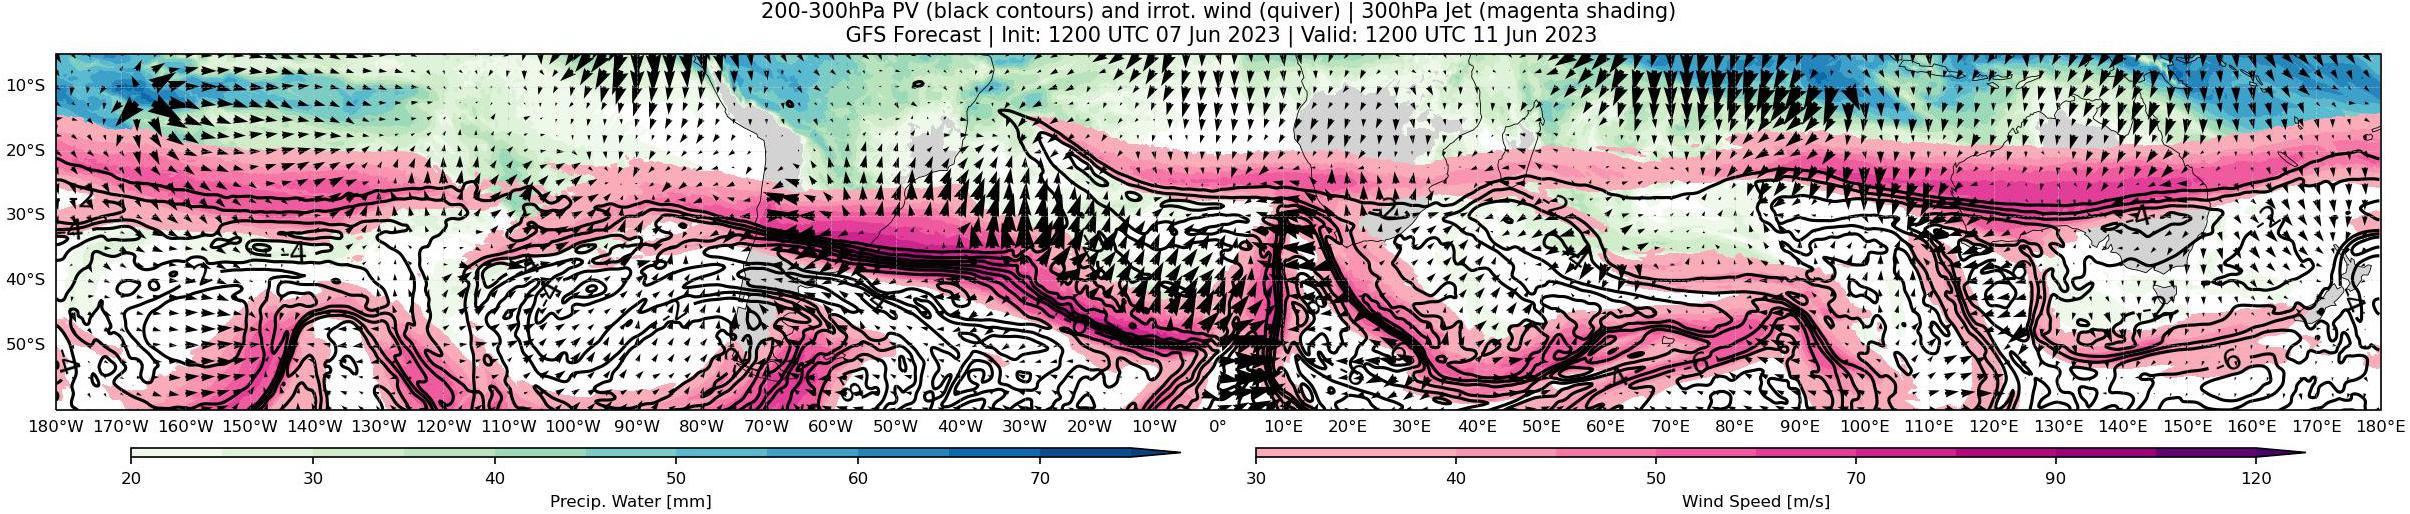 200-300hPa PV (black contours) and irrot. wind (quiver) | 300hPa Jet (magenta shading)
GFS Forecast | Init: 1200 UTC 07 Jun 2023 | Valid: 1200 UTC 11 Jun 2023
10°S
20°S
30°S
40°S
50°S
180°W 170°W 160°W 150°W 140°W 130°W 120°W 110°W 100°W 90°W 80°W 70°W 60°W 50°W 40°W 30°W 20°W 10°W 0° 10°E 20°E 30°E 40°E 50°E 60°E 70°E 80°E 90°E 100°E 110°E 120°E 130°E 140°E 150°E 160°E 170°E 180°E
20 30 40 50 60 70
Precip. Water [mm]
30 40 50 70 90 120
Wind Speed [m/s]